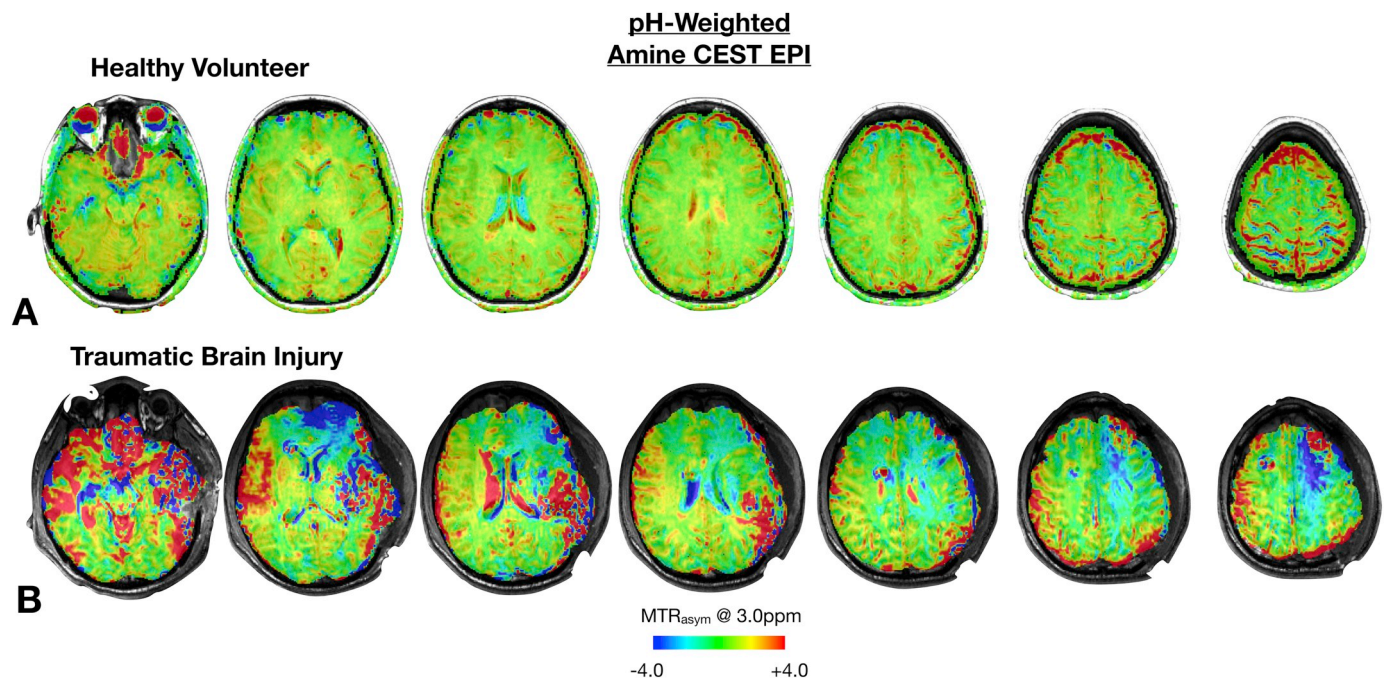 pH-Weighted
Amine CEST EPI
Healthy Volunteer
A
Traumatic Brain Injury
B
MTRasym @ 3.0ppm
-4.0
+4.0